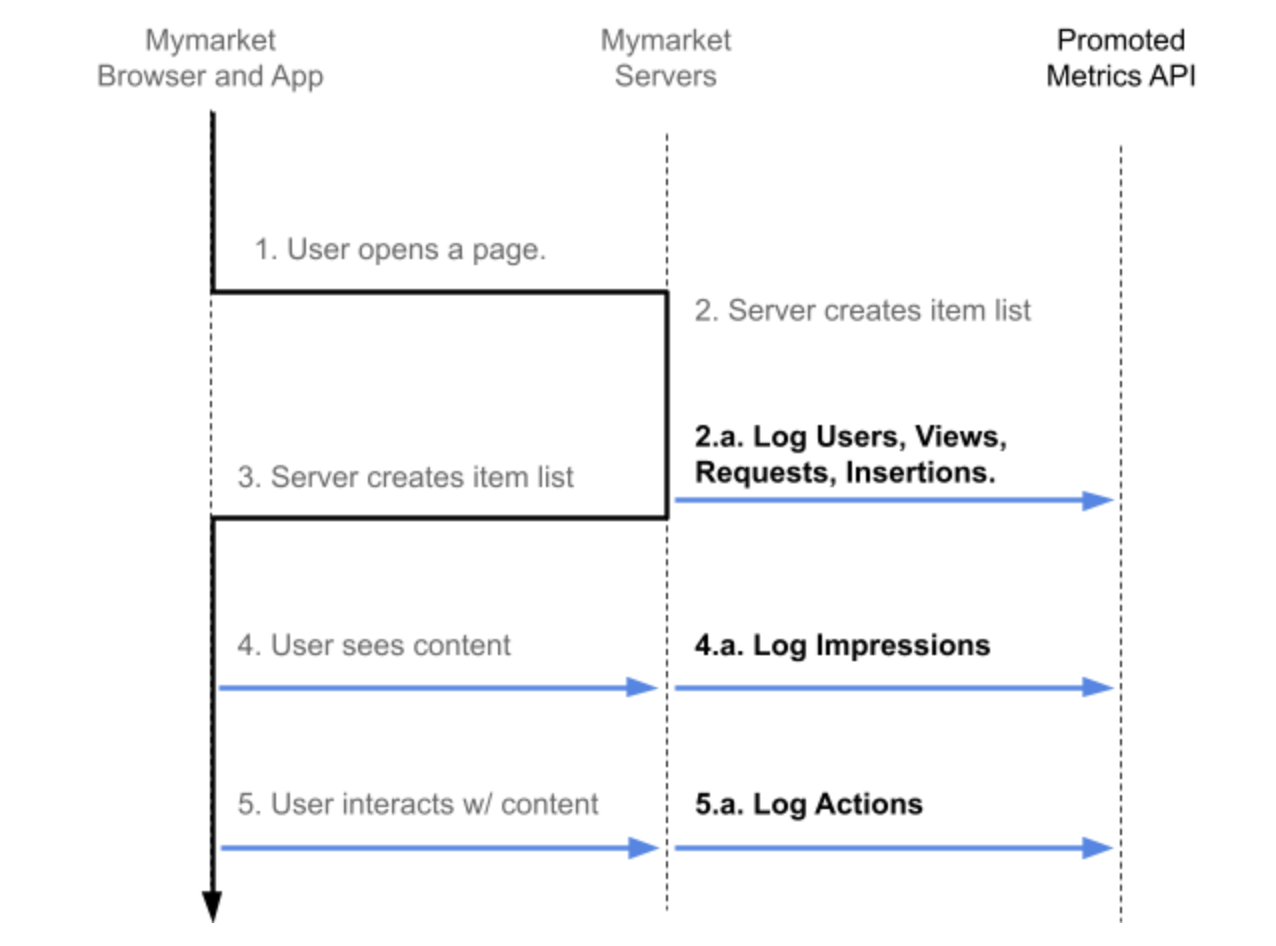 Mymarket
Browser and App
Mymarket
Servers
Promoted
Metrics API
1. User opens a page.
2. Server creates item list
2.a. Log Users, Views,
Requests, Insertions.
3. Server creates item list
4. User sees content
4.a. Log Impressions
5. User interacts w/ content
5.a. Log Actions